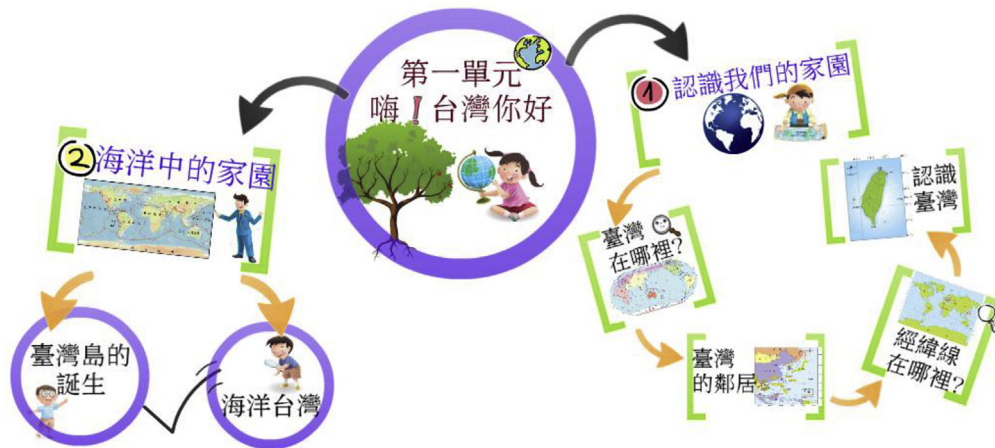 第一單元
嗨！台灣你好
1 認識我們的家園
臺灣
在哪裡?
臺灣
的鄰居
經緯線
在哪裡?
認識
臺灣
2 海洋中的家園
臺灣島的
誕生
海洋台灣